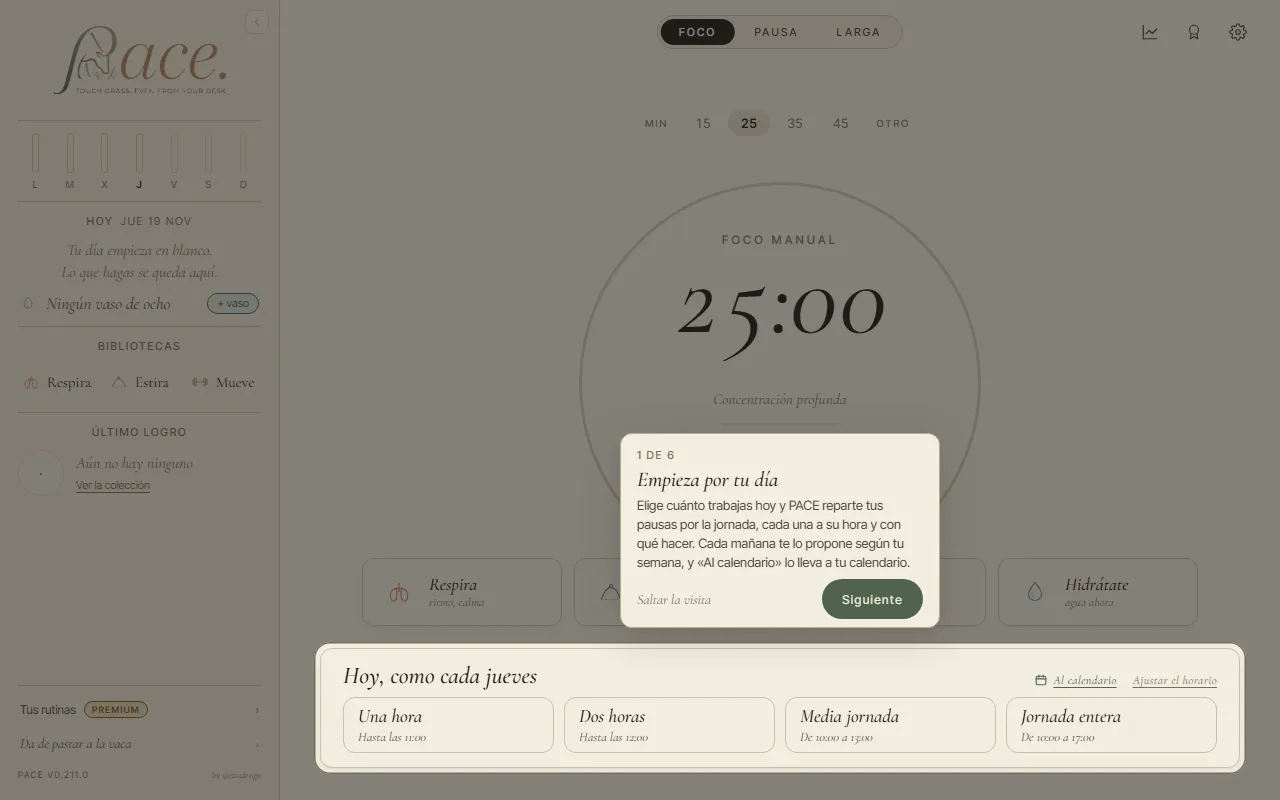 Pace.
TOUCH GRASS. EVEN FROM YOUR DESK.
L M X J V S D
HOY JUE 19 NOV
Tu día empieza en blanco.
Lo que hagas se queda aquí.
Ningún vaso de ocho
+ vaso
BIBLIOTECAS
Respira
Estira
Mueve
ÚLTIMO LOGRO
Aún no hay ninguno
Ver la colección
Tus rutinas PREMIUM
Da de pastar a la vaca
PACE V0.211.0
FOCO PAUSA LARGA
MIN 15 25 35 45 OTRO
FOCO MANUAL
25:00
Concentración profunda
1 DE 6
Empieza por tu día
Elige cuánto trabajas hoy y PACE reparte tus
pausas por la jornada, cada una a su hora y con
qué hacer. Cada mañana te lo propone según tu
semana, y «Al calendario» lo lleva a tu calendario.
Saltar la visita
Siguiente
Respira
ritmo, calma
Hidrátate
agua ahora
Hoy, como cada jueves
Al calendario
Ajustar el horario
Una hora
Hasta las 11:00
Dos horas
Hasta las 12:00
Media jornada
De 10:00 a 13:00
Jornada entera
De 10:00 a 17:00